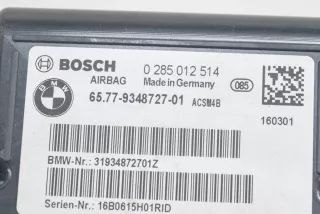 BOSCH 0 285 012 514
AIRBAG Made in Germany
BMW 65.77-9348727-01 ACSM4B 085
160301
BMW-Nr.: 31934872701Z
Serien-Nr.: 16B0615H01RID